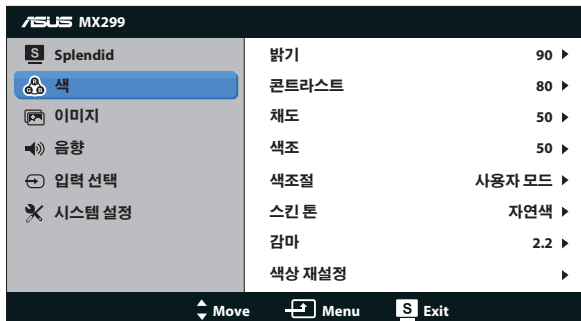 ASUS MX299
S Splendid
색
이미지
음향
입력 선택
시스템 설정
밝기 90
콘트라스트 80
채도 50
색조 50
색조절 사용자 모드
스킨 톤 자연색
감마 2.2
색상 재설정
Move Menu S Exit